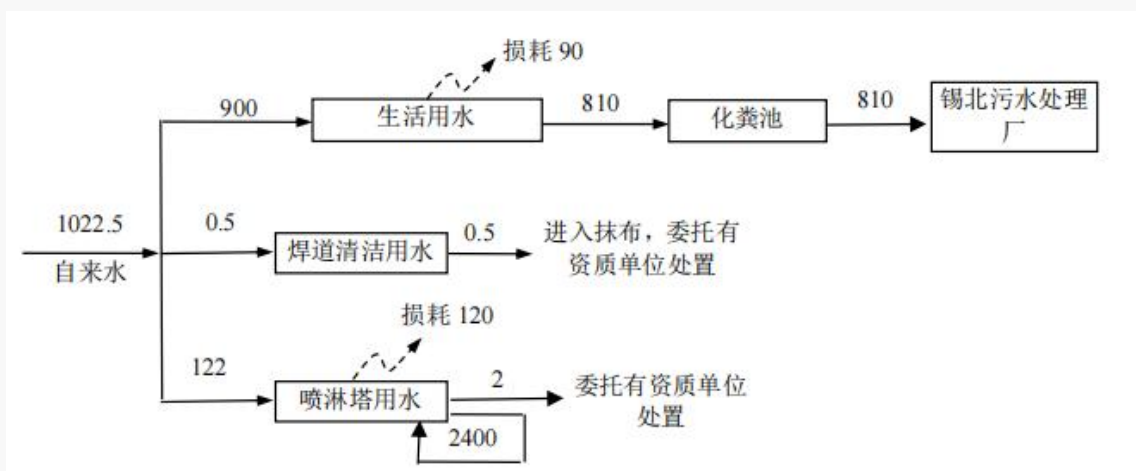 损耗 90
900
生活用水
810
化粪池
810
锡北污水处理
厂
1022.5
自来水
0.5
焊道清洁用水
0.5
进入抹布，委托有
资质单位处置
损耗 120
122
喷淋塔用水
2
委托有资质单位
处置
2400